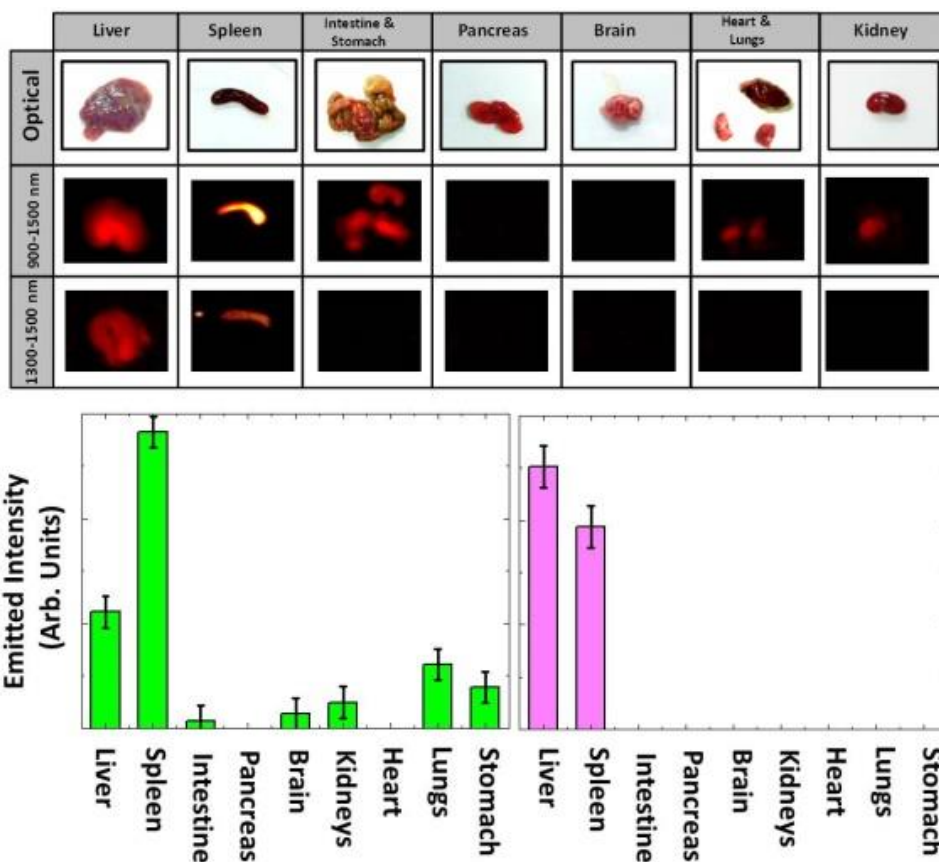 Liver
Spleen
Intestine &
Stomach
Pancreas
Brain
Heart &
Lungs
Kidney
Optical
900-1500 nm
1300-1500 nm
Emitted Intensity
(Arb. Units)
Liver
Spleen
Intestine
Pancreas
Brain
Kidneys
Heart
Lungs
Stomach
Liver
Spleen
Intestine
Pancreas
Brain
Kidneys
Heart
Lungs
Stomach